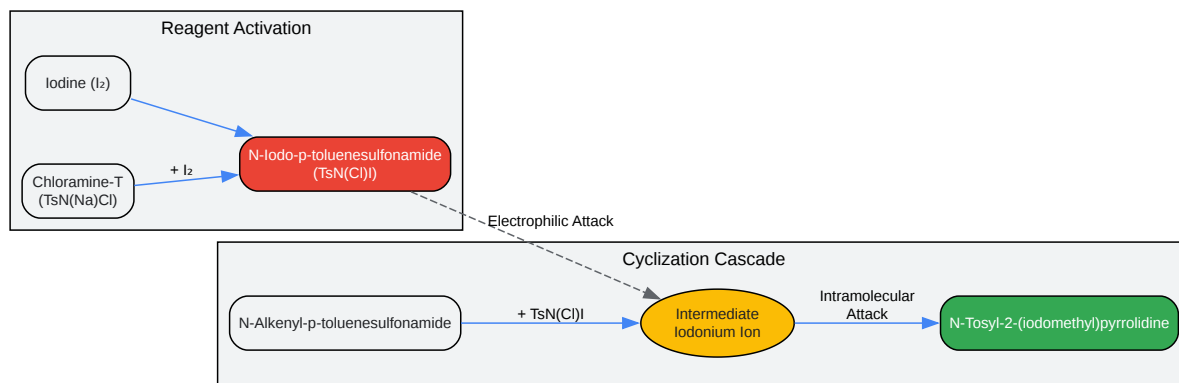 Reagent Activation
Iodine (I₂)
N-Iodo-p-toluenesulfonamide
(TsN(Cl)I)
+ I₂
Chloramine-T
(TsN(Na)Cl)
Electrophilic Attack
Cyclization Cascade
N-Alkenyl-p-toluenesulfonamide
+ TsN(Cl)I
Intermediate
Iodonium Ion
Intramolecular
Attack
N-Tosyl-2-(iodomethyl)pyrrolidine